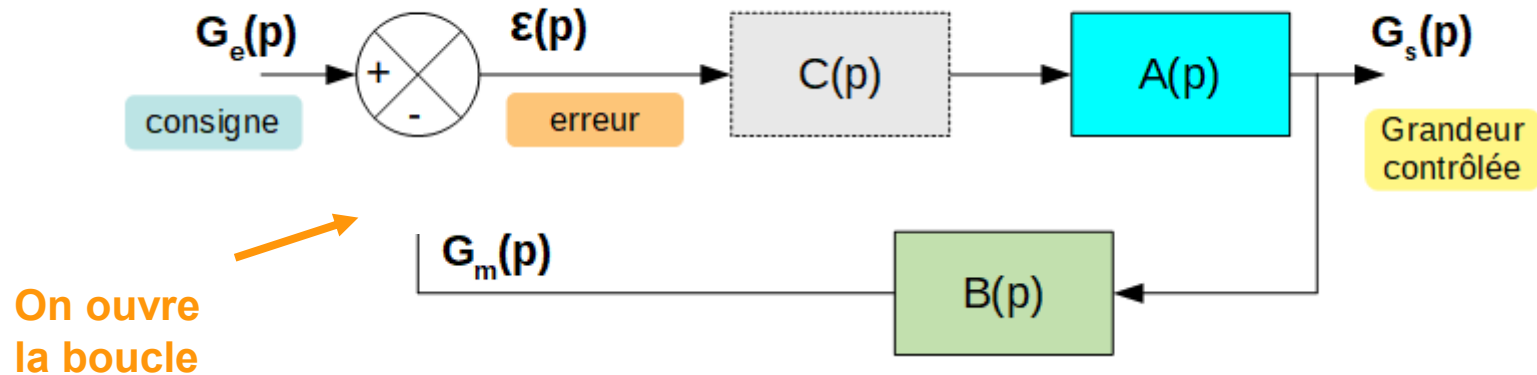 Ge(p)
ε(p)
Gs(p)
+
-
C(p)
A(p)
consigne
erreur
Grandeur
contrôlée
Gm(p)
B(p)
On ouvre
la boucle